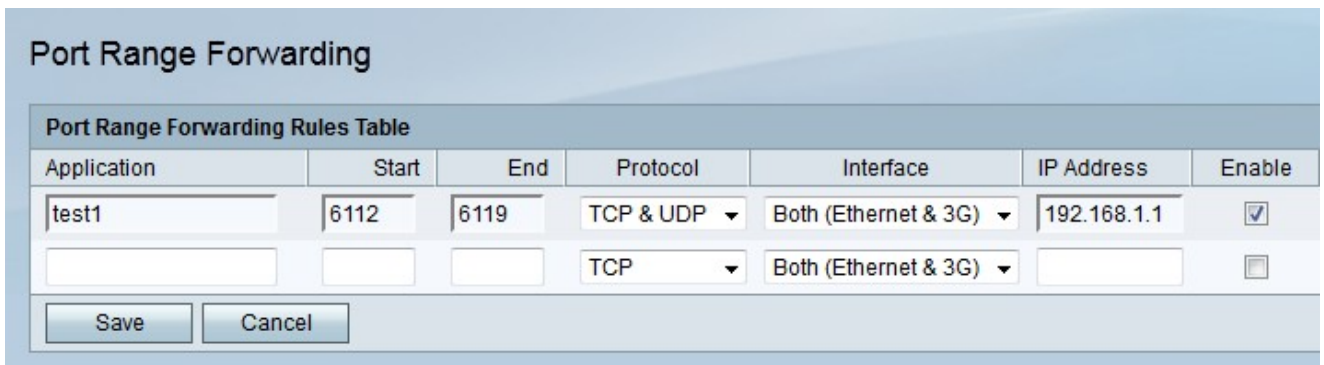 Port Range Forwarding
Port Range Forwarding Rules Table
Application Start End Protocol Interface IP Address Enable
test1 6112 6119 TCP & UDP Both (Ethernet & 3G) 192.168.1.1
TCP Both (Ethernet & 3G)
Save Cancel